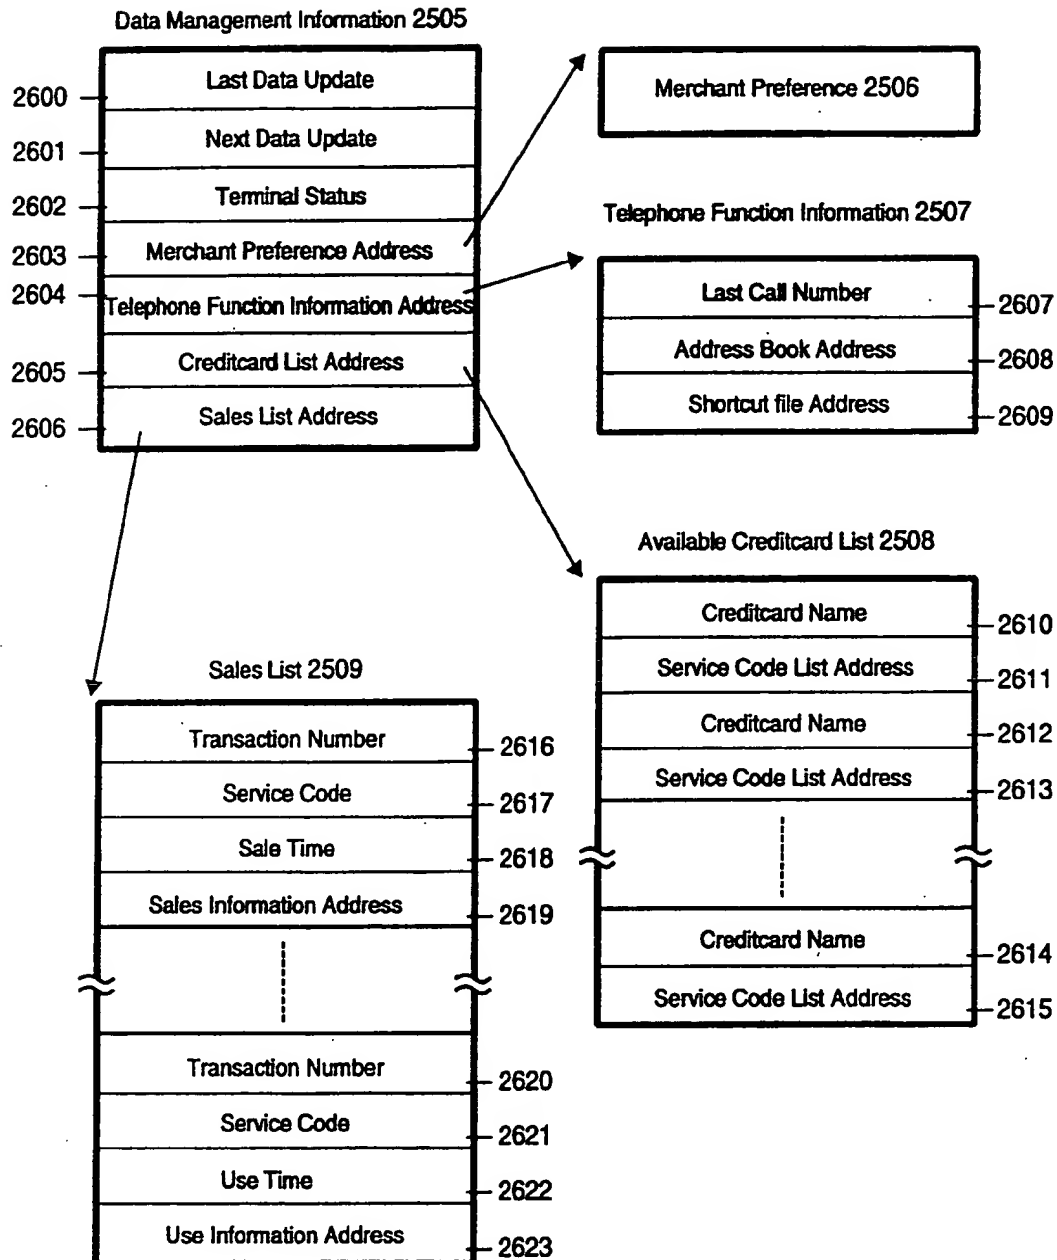 Data Management Information 2505
Last Data Update
2600
Next Data Update
2601
Terminal Status
2602
Merchant Preference Address
2603
2604
Telephone Function Information Address
Creditcard List Address
2605
Sales List Address
2606
Merchant Preference 2506
Telephone Function Information 2507
Last Call Number
2607
Address Book Address
2608
Shortcut file Address
2609
Available Creditcard List 2508
Creditcard Name
2610
Service Code List Address
2611
Creditcard Name
2612
Service Code List Address
2613
Creditcard Name
2614
Service Code List Address
2615
Sales List 2509
Transaction Number
2616
Service Code
2617
Sale Time
2618
Sales Information Address
2619
Transaction Number
2620
Service Code
2621
Use Time
2622
Use Information Address
2623